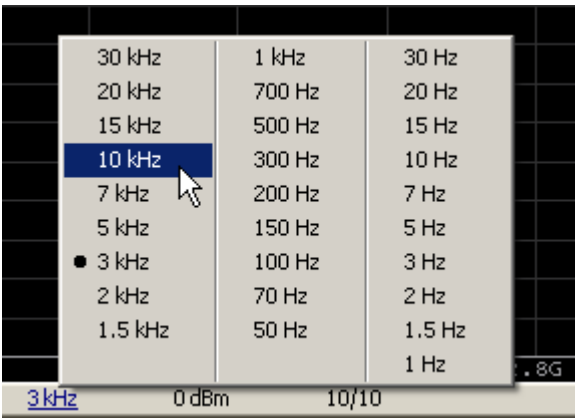 30 kHz 1 kHz 30 Hz
20 kHz 700 Hz 20 Hz
15 kHz 500 Hz 15 Hz
10 kHz 300 Hz 10 Hz
7 kHz 200 Hz 7 Hz
5 kHz 150 Hz 5 Hz
3 kHz 100 Hz 3 Hz
2 kHz 70 Hz 2 Hz
1.5 kHz 50 Hz 1.5 Hz
1 Hz
.8G
3 kHz 0 dBm 10/10